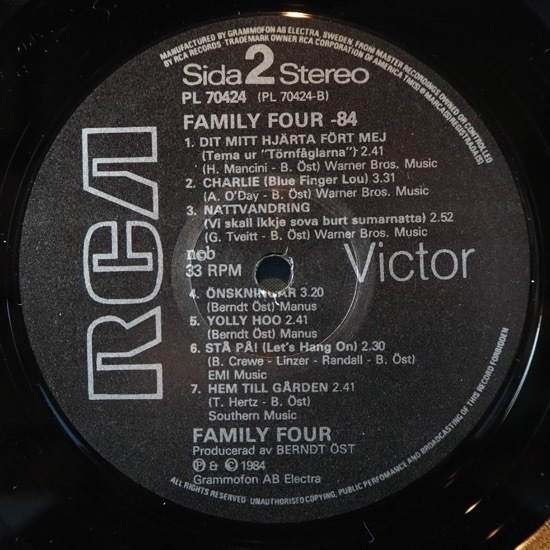 MANUFACTURED BY GRAMMOFON AB ELECTRA, SWEDEN, FROM MASTER RECORDINGS OWNED OR CONTROLLED
BY RCA RECORDS · TRADEMARK OWNER RCA CORPORATION OF AMERICA TM(S) ® MARCA(S) REGISTRADA(S)
Sida 2 Stereo
PL 70424 (PL 70424-B)
FAMILY FOUR -84
1. DIT MITT HJÄRTA FÖRT MEJ
(Tema ur "Törnfåglarna") 2.41
(H. Mancini - B. Öst) Warner Bros. Music
2. CHARLIE (Blue Finger Lou) 3.31
(A. O'Day - B. Öst) Warner Bros. Music
3. NATTVANDRING
(Vi skall ikkje sova burt sumarnatta) 2.52
(G. Tveitt - B. Öst) Warner Bros. Music
RCA
ncb
33 RPM
Victor
4. 3.20
(Berndt Öst) Manus
5. YOLLY HOO 2.41
(Berndt Öst) Manus
6. STÅ PÅ! (Let's Hang On) 2.30
(B. Crewe - Linzer - Randall - B. Öst)
EMI Music
7. HEM TILL GÅRDEN 2.41
(T. Hertz - B. Öst)
Southern Music
FAMILY FOUR
Producerad av BERNDT ÖST
Ⓟ & © 1984
Grammofon AB Electra
ALL RIGHTS RESERVED · UNAUTHORISED COPYING, PUBLIC PERFOMANCE AND BROADCASTING OF THIS RECORD FORBIDDEN